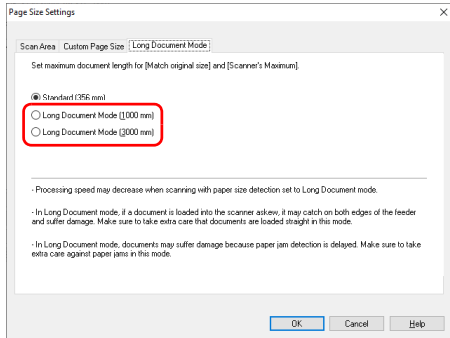 Page Size Settings
Scan Area Custom Page Size Long Document Mode
Set maximum document length for [Match original size] and [Scanner's Maximum].
Standard (356 mm)
Long Document Mode (1000 mm)
Long Document Mode (3000 mm)
- Processing speed may decrease when scanning with paper size detection set to Long Document mode.
- In Long Document mode, if a document is loaded into the scanner askew, it may catch on both edges of the feeder
and suffer damage. Make sure to take extra care that documents are loaded straight in this mode.
- In Long Document mode, documents may suffer damage because paper jam detection is delayed. Make sure to take
extra care against paper jams in this mode.
OK Cancel Help